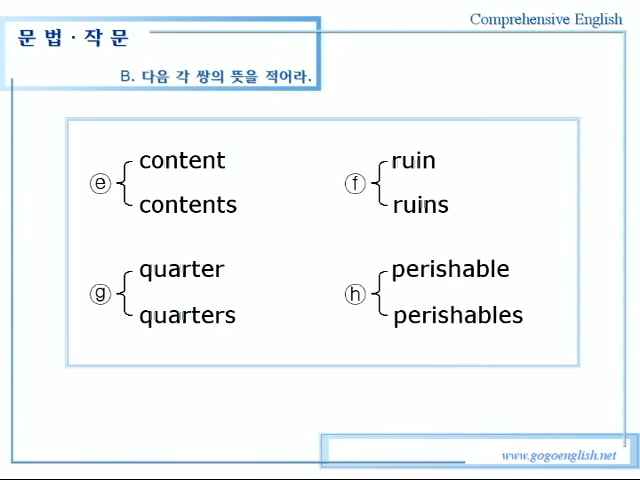 Comprehensive English
문 법 · 작 문
B. 다음 각 쌍의 뜻을 적어라.
ⓔ content
contents
ⓕ ruin
ruins
ⓖ quarter
quarters
ⓗ perishable
perishables
www.gogoenglish.net